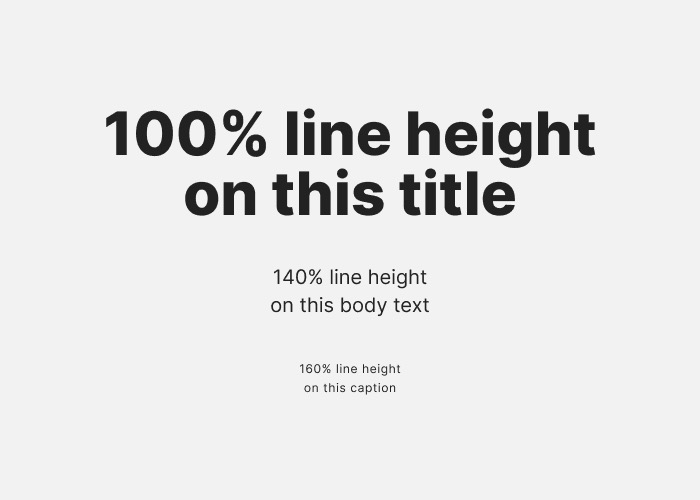 100% line height
on this title
140% line height
on this body text
160% line height
on this caption